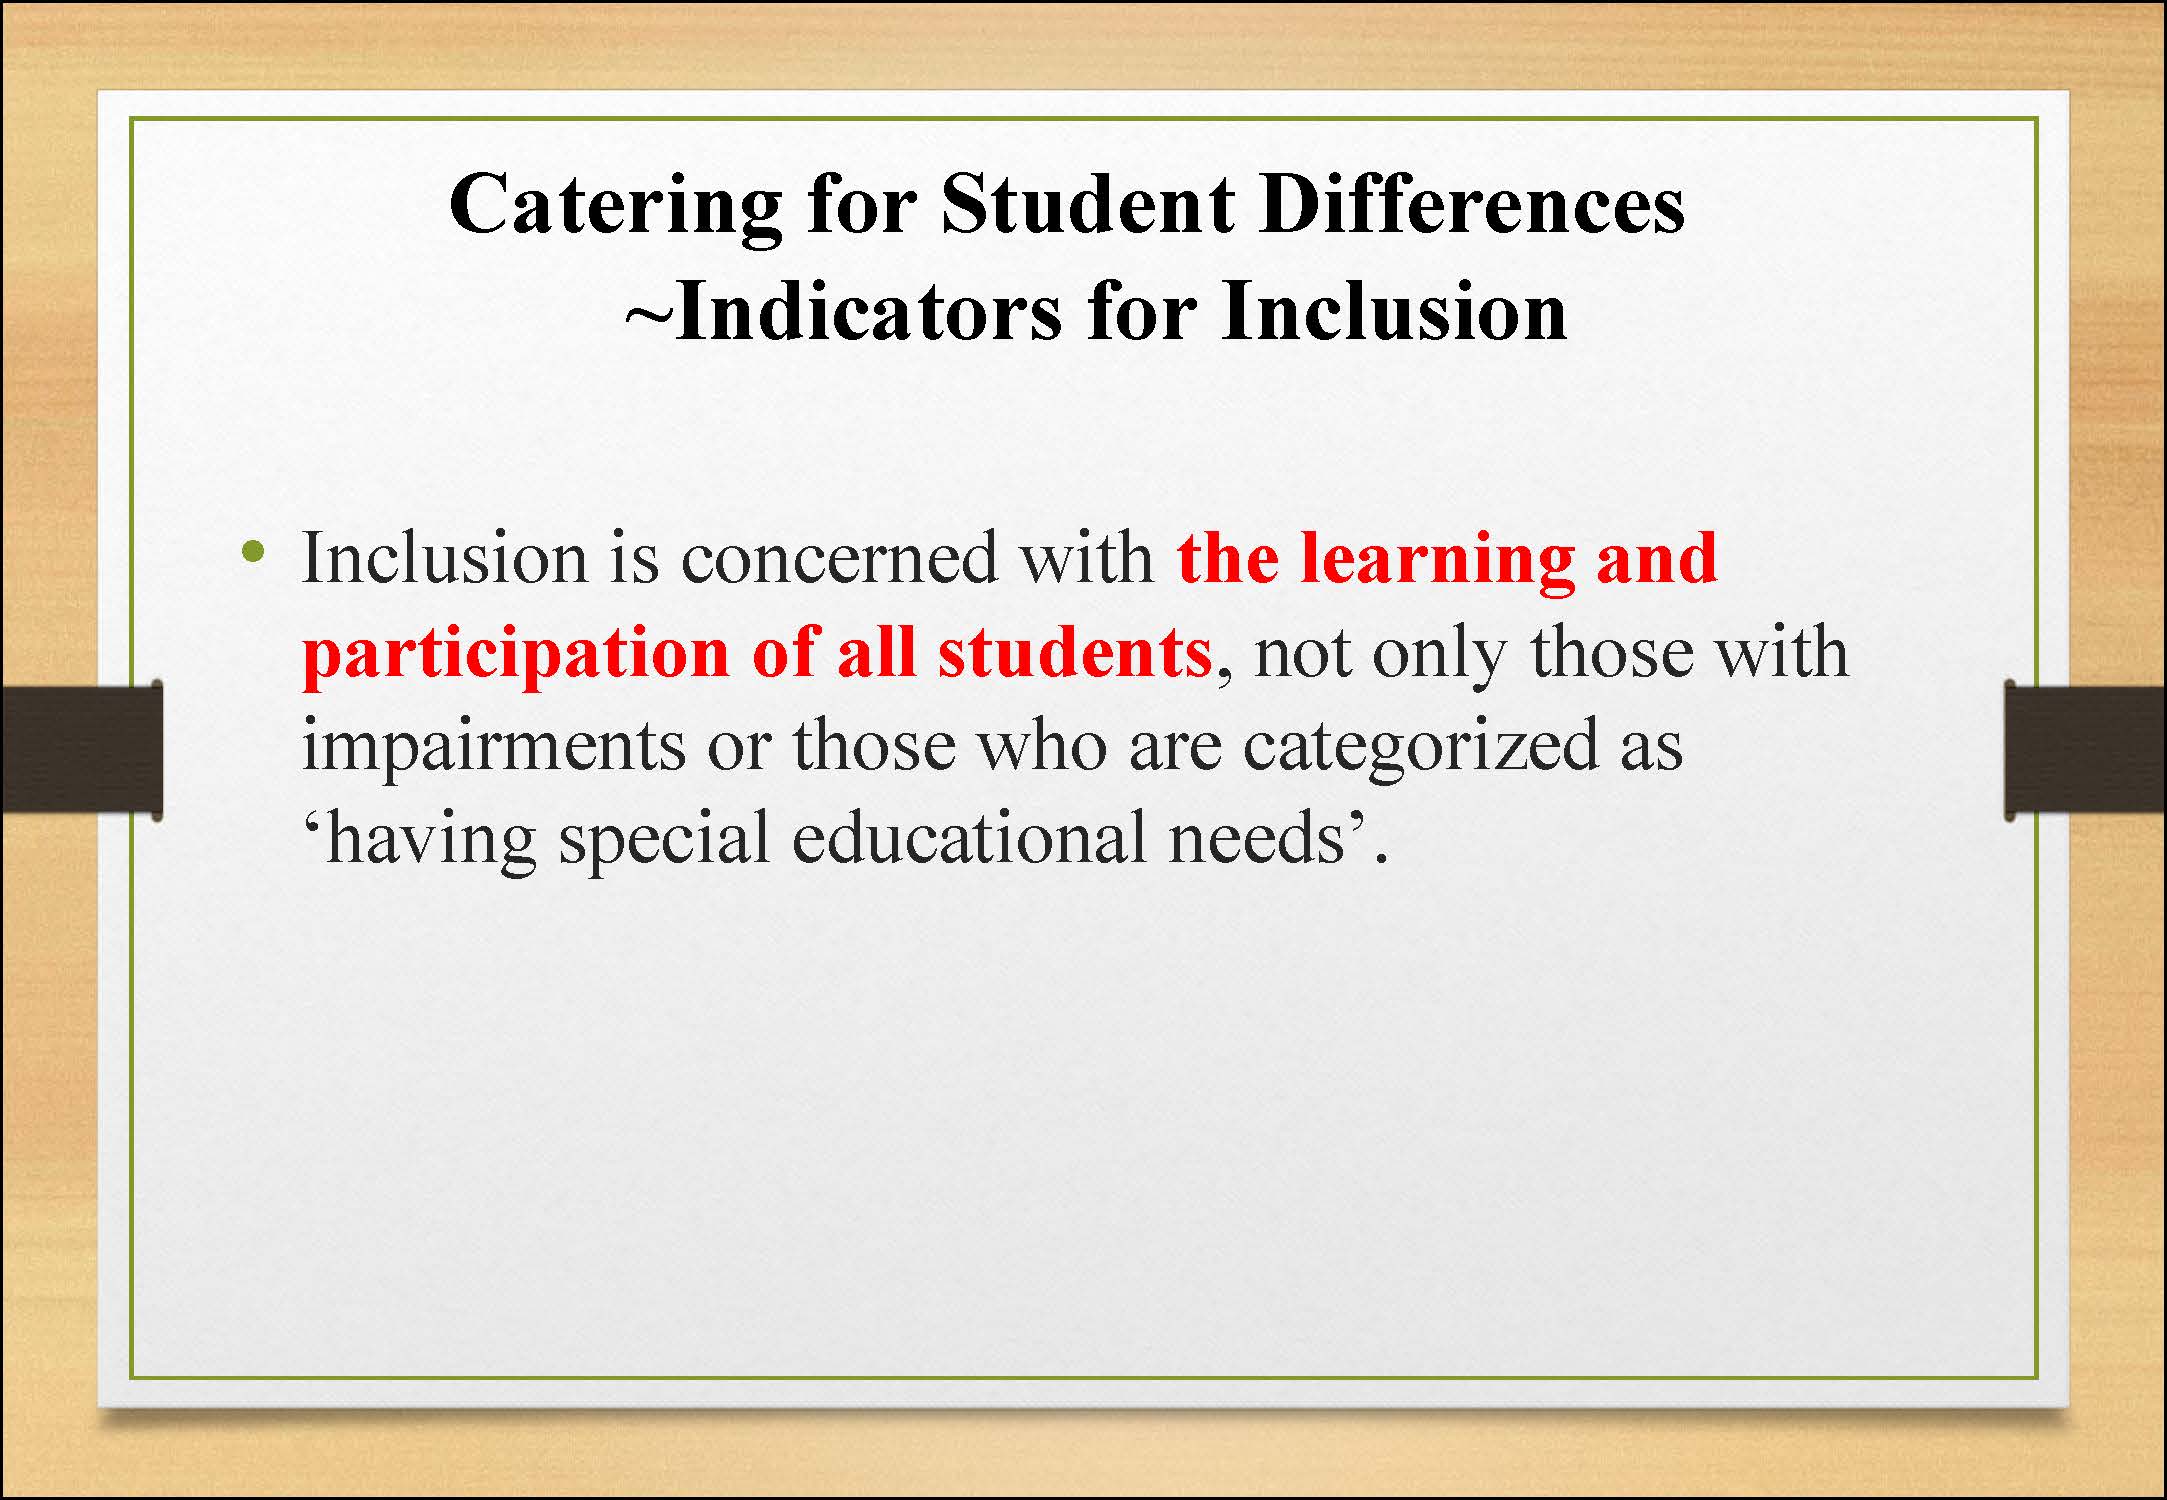 Catering for Student Differences
~Indicators for Inclusion
• Inclusion is concerned with the learning and
participation of all students, not only those with
impairments or those who are categorized as
‘having special educational needs’.